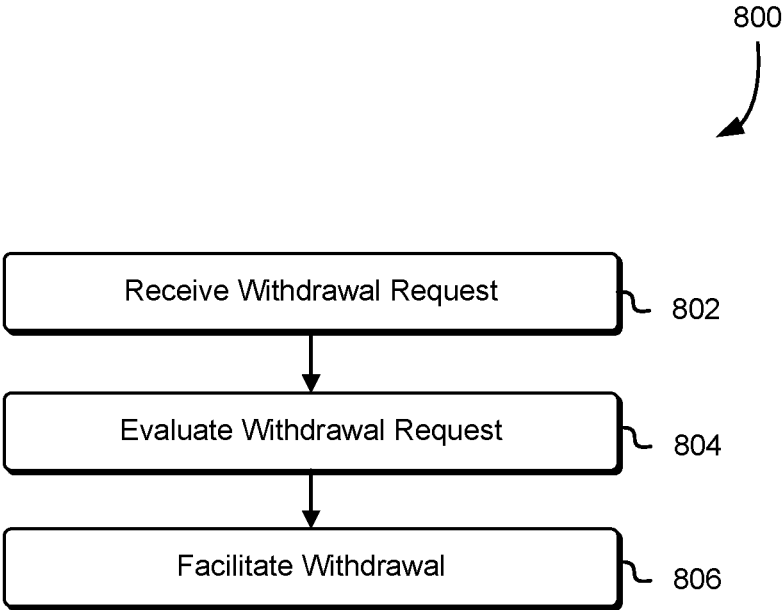 800
Receive Withdrawal Request
802
Evaluate Withdrawal Request
804
Facilitate Withdrawal
806